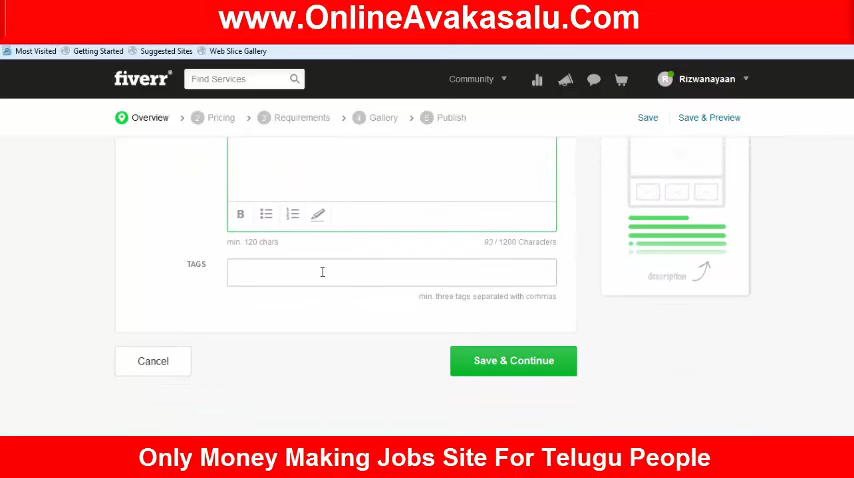 www.OnlineAvakasalu.Com
Most Visited Getting Started Suggested Sites Web Slice Gallery
fiverr® Find Services Community R Rizwanayaan
Overview 2 Pricing 3 Requirements 4 Gallery 5 Publish Save Save & Preview
B
min. 120 chars 93 / 1200 Characters
TAGS
min. three tags separated with commas
description
Cancel Save & Continue
Only Money Making Jobs Site For Telugu People